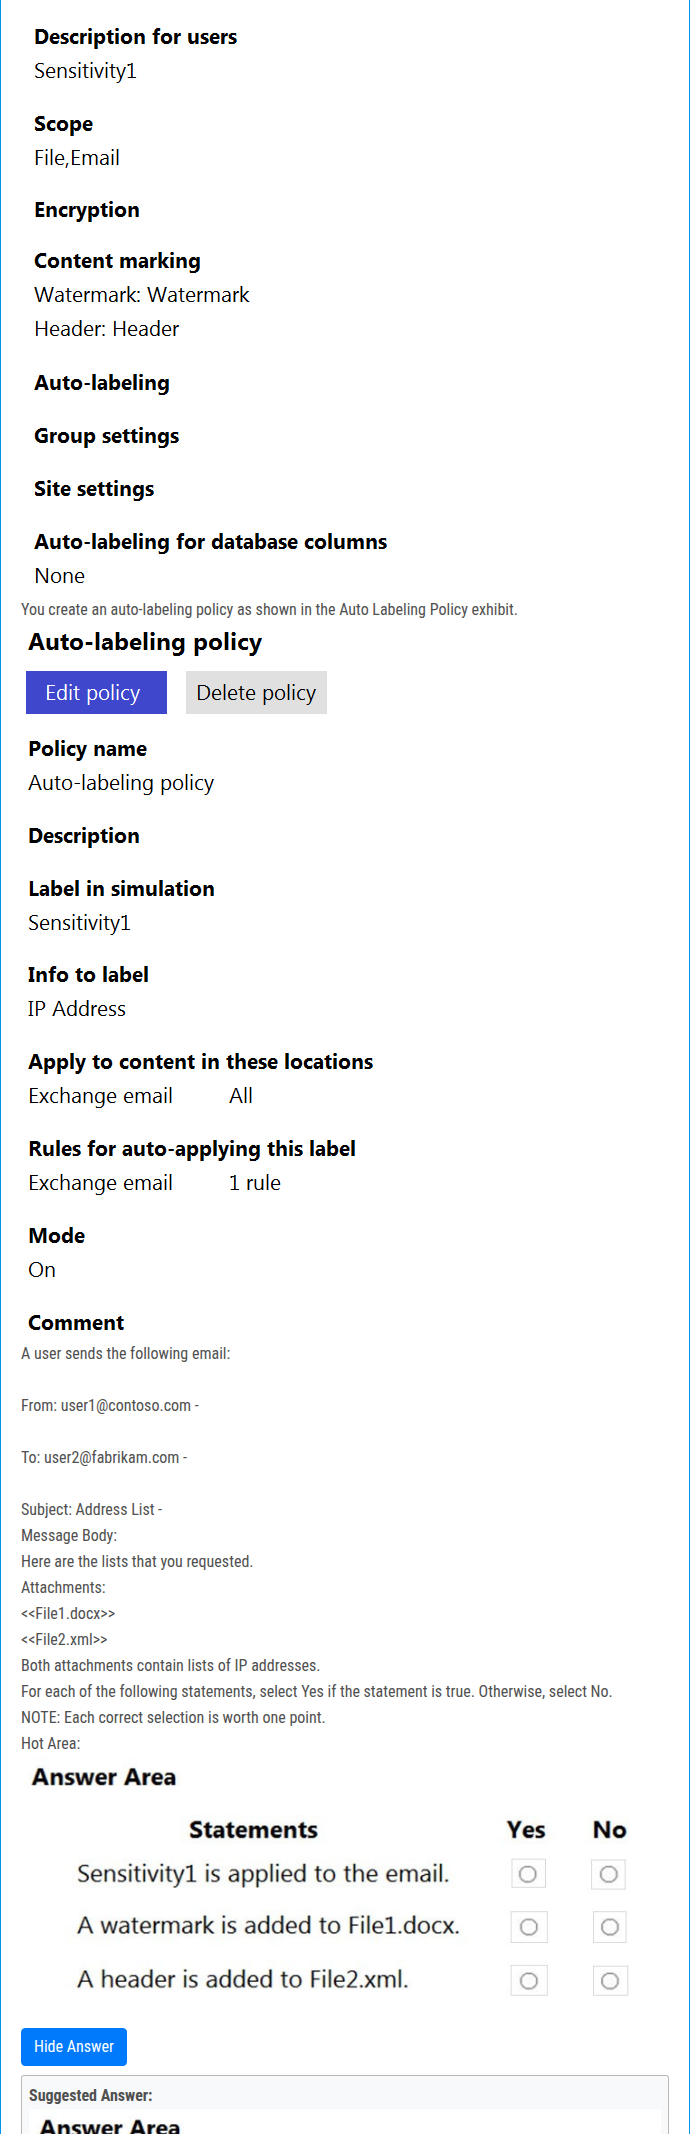 Description for users
Sensitivity1
Scope
File,Email
Encryption
Content marking
Watermark: Watermark
Header: Header
Auto-labeling
Group settings
Site settings
Auto-labeling for database columns
None
You create an auto-labeling policy as shown in the Auto Labeling Policy exhibit.
Auto-labeling policy
Edit policy Delete policy
Policy name
Auto-labeling policy
Description
Label in simulation
Sensitivity1
Info to label
IP Address
Apply to content in these locations
Exchange email All
Rules for auto-applying this label
Exchange email 1 rule
Mode
On
Comment
A user sends the following email:
From: user1@contoso.com -
To: user2@fabrikam.com -
Subject: Address List -
Message Body:
Here are the lists that you requested.
Attachments:
<<File1.docx>>
<<File2.xml>>
Both attachments contain lists of IP addresses.
For each of the following statements, select Yes if the statement is true. Otherwise, select No.
NOTE: Each correct selection is worth one point.
Hot Area:
Answer Area
Statements Yes No
Sensitivity1 is applied to the email.
A watermark is added to File1.docx.
A header is added to File2.xml.
Hide Answer
Suggested Answer:
Answer Area